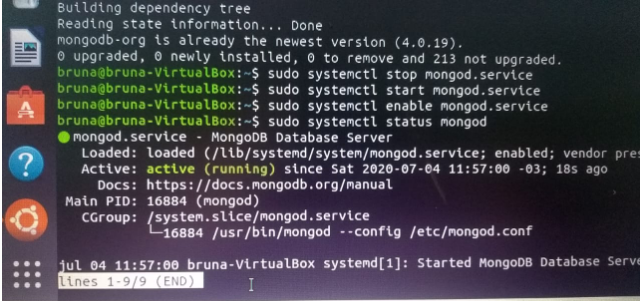 Building dependency tree
Reading state information... Done
mongodb-org is already the newest version (4.0.19).
0 upgraded, 0 newly installed, 0 to remove and 213 not upgraded.
bruna@bruna-VirtualBox:~$ sudo systemctl stop mongod.service
bruna@bruna-VirtualBox:~$ sudo systemctl start mongod.service
bruna@bruna-VirtualBox:~$ sudo systemctl enable mongod.service
bruna@bruna-VirtualBox:~$ sudo systemctl status mongod
● mongod.service - MongoDB Database Server
Loaded: loaded (/lib/systemd/system/mongod.service; enabled; vendor pres
Active: active (running) since Sat 2020-07-04 11:57:00 -03; 18s ago
Docs: https://docs.mongodb.org/manual
Main PID: 16884 (mongod)
CGroup: /system.slice/mongod.service
└─16884 /usr/bin/mongod --config /etc/mongod.conf
jul 04 11:57:00 bruna-VirtualBox systemd[1]: Started MongoDB Database Serve
lines 1-9/9 (END)